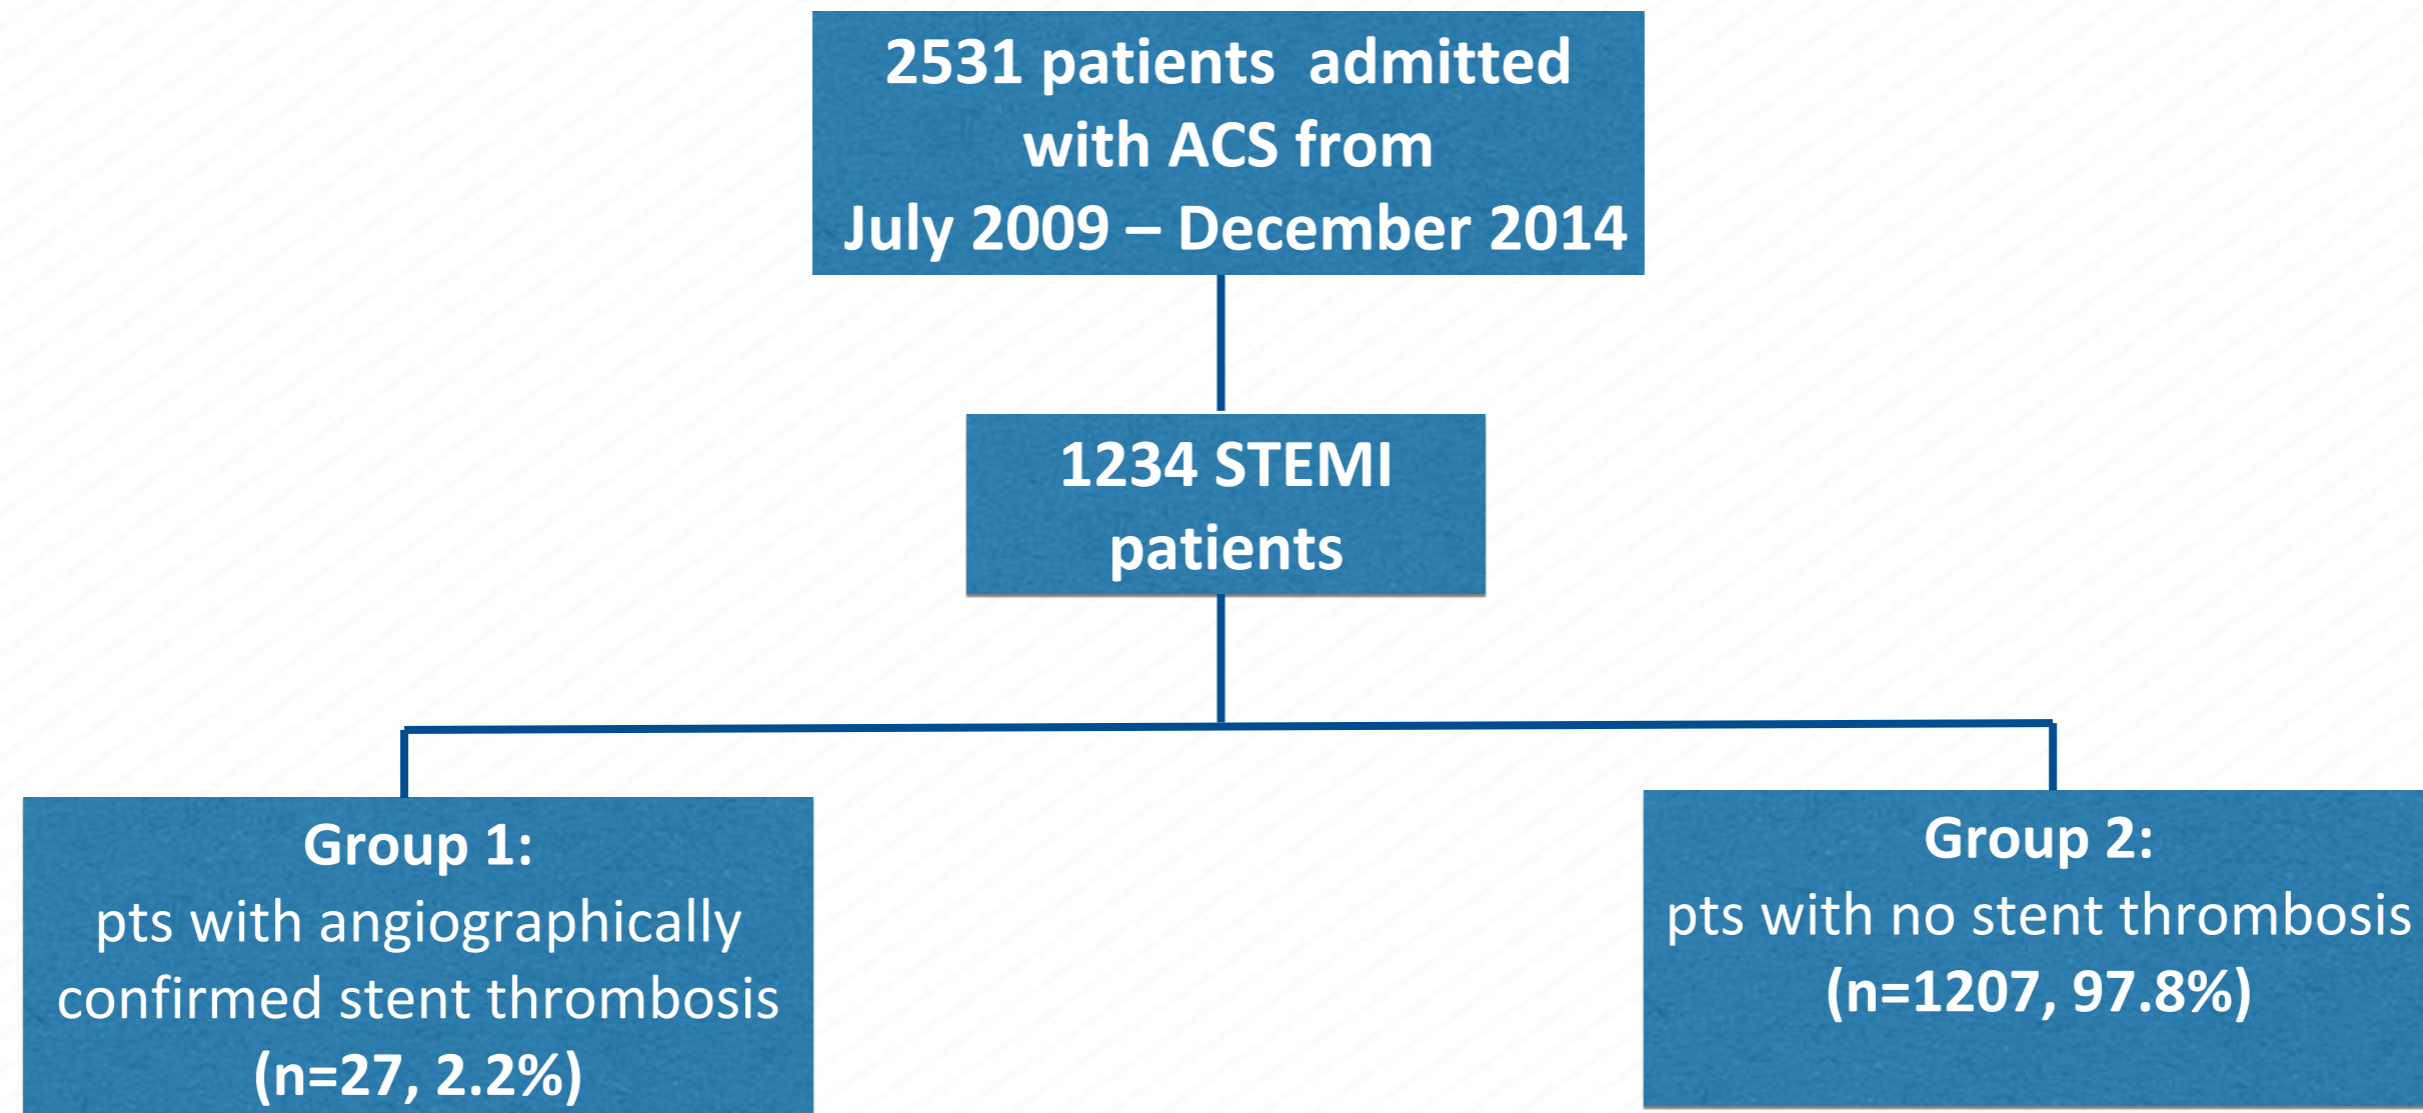 2531 patients admitted
with ACS from
July 2009 – December 2014
1234 STEMI
patients
Group 1:
pts with angiographically
confirmed stent thrombosis
(n=27, 2.2%)
Group 2:
pts with no stent thrombosis
(n=1207, 97.8%)